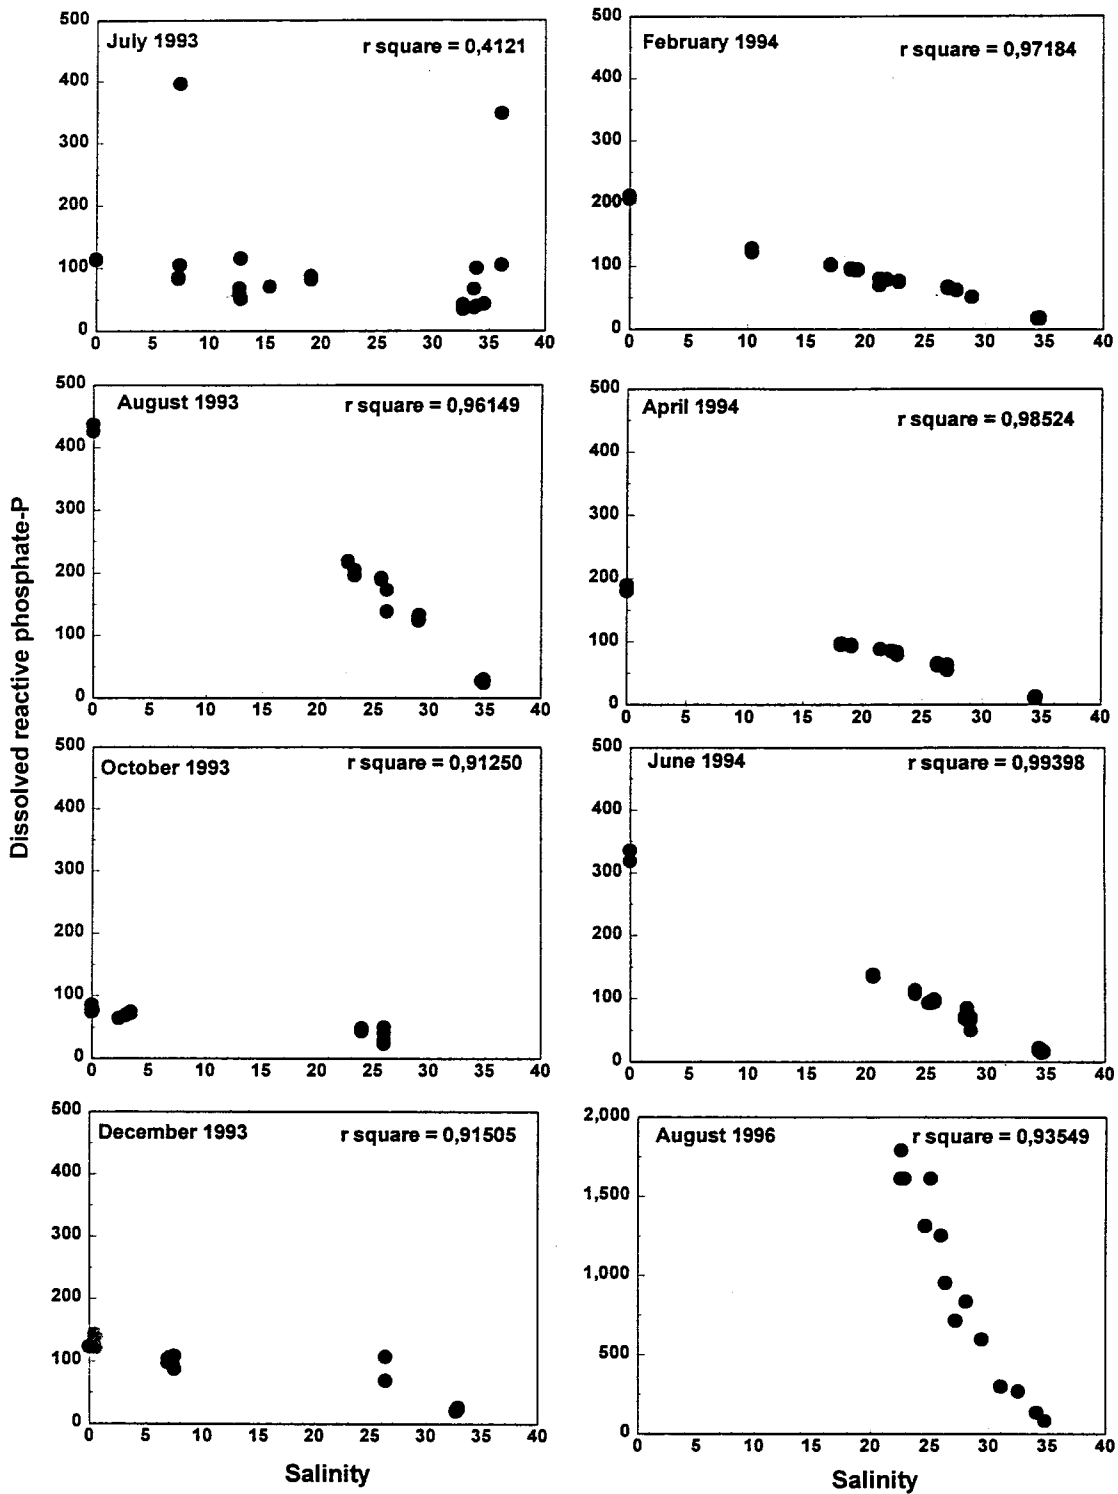 July 1993
r square = 0,4121
500
400
300
200
100
0
0 5 10 15 20 25 30 35 40
February 1994
r square = 0,97184
500
400
300
200
100
0
0 5 10 15 20 25 30 35 40
August 1993
r square = 0,96149
500
400
300
200
100
0
0 5 10 15 20 25 30 35 40
April 1994
r square = 0,98524
500
400
300
200
100
0
0 5 10 15 20 25 30 35 40
Dissolved reactive phosphate-P
October 1993
r square = 0,91250
500
400
300
200
100
0
0 5 10 15 20 25 30 35 40
June 1994
r square = 0,99398
500
400
300
200
100
0
0 5 10 15 20 25 30 35 40
December 1993
r square = 0,91505
500
400
300
200
100
0
0 5 10 15 20 25 30 35 40
Salinity
August 1996
r square = 0,93549
2,000
1,500
1,000
500
0
0 5 10 15 20 25 30 35 40
Salinity